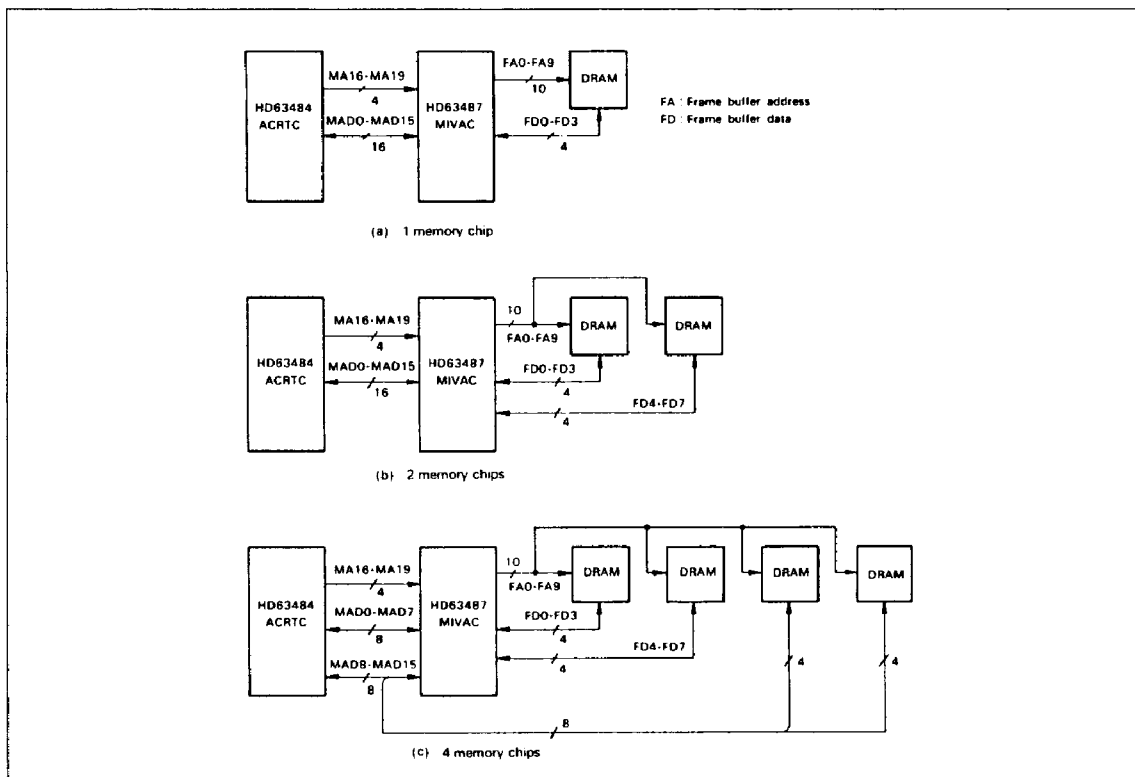 MA16-MA19
4
HD63484
ACRTC
MAD0-MAD15
16
HD63487
MIVAC
FA0-FA9
10
DRAM
FD0-FD3
4
FA : Frame buffer address
FD : Frame buffer data
(a) 1 memory chip
MA16-MA19
4
HD63484
ACRTC
MAD0-MAD15
16
HD63487
MIVAC
10
FA0-FA9
DRAM
DRAM
FD0-FD3
4
FD4-FD7
4
(b) 2 memory chips
MA16-MA19
4
HD63484
ACRTC
MAD0-MAD7
8
MAD8-MAD15
8
HD63487
MIVAC
10
FA0-FA9
DRAM
DRAM
DRAM
DRAM
FD0-FD3
4
FD4-FD7
4
4
4
8
(c) 4 memory chips